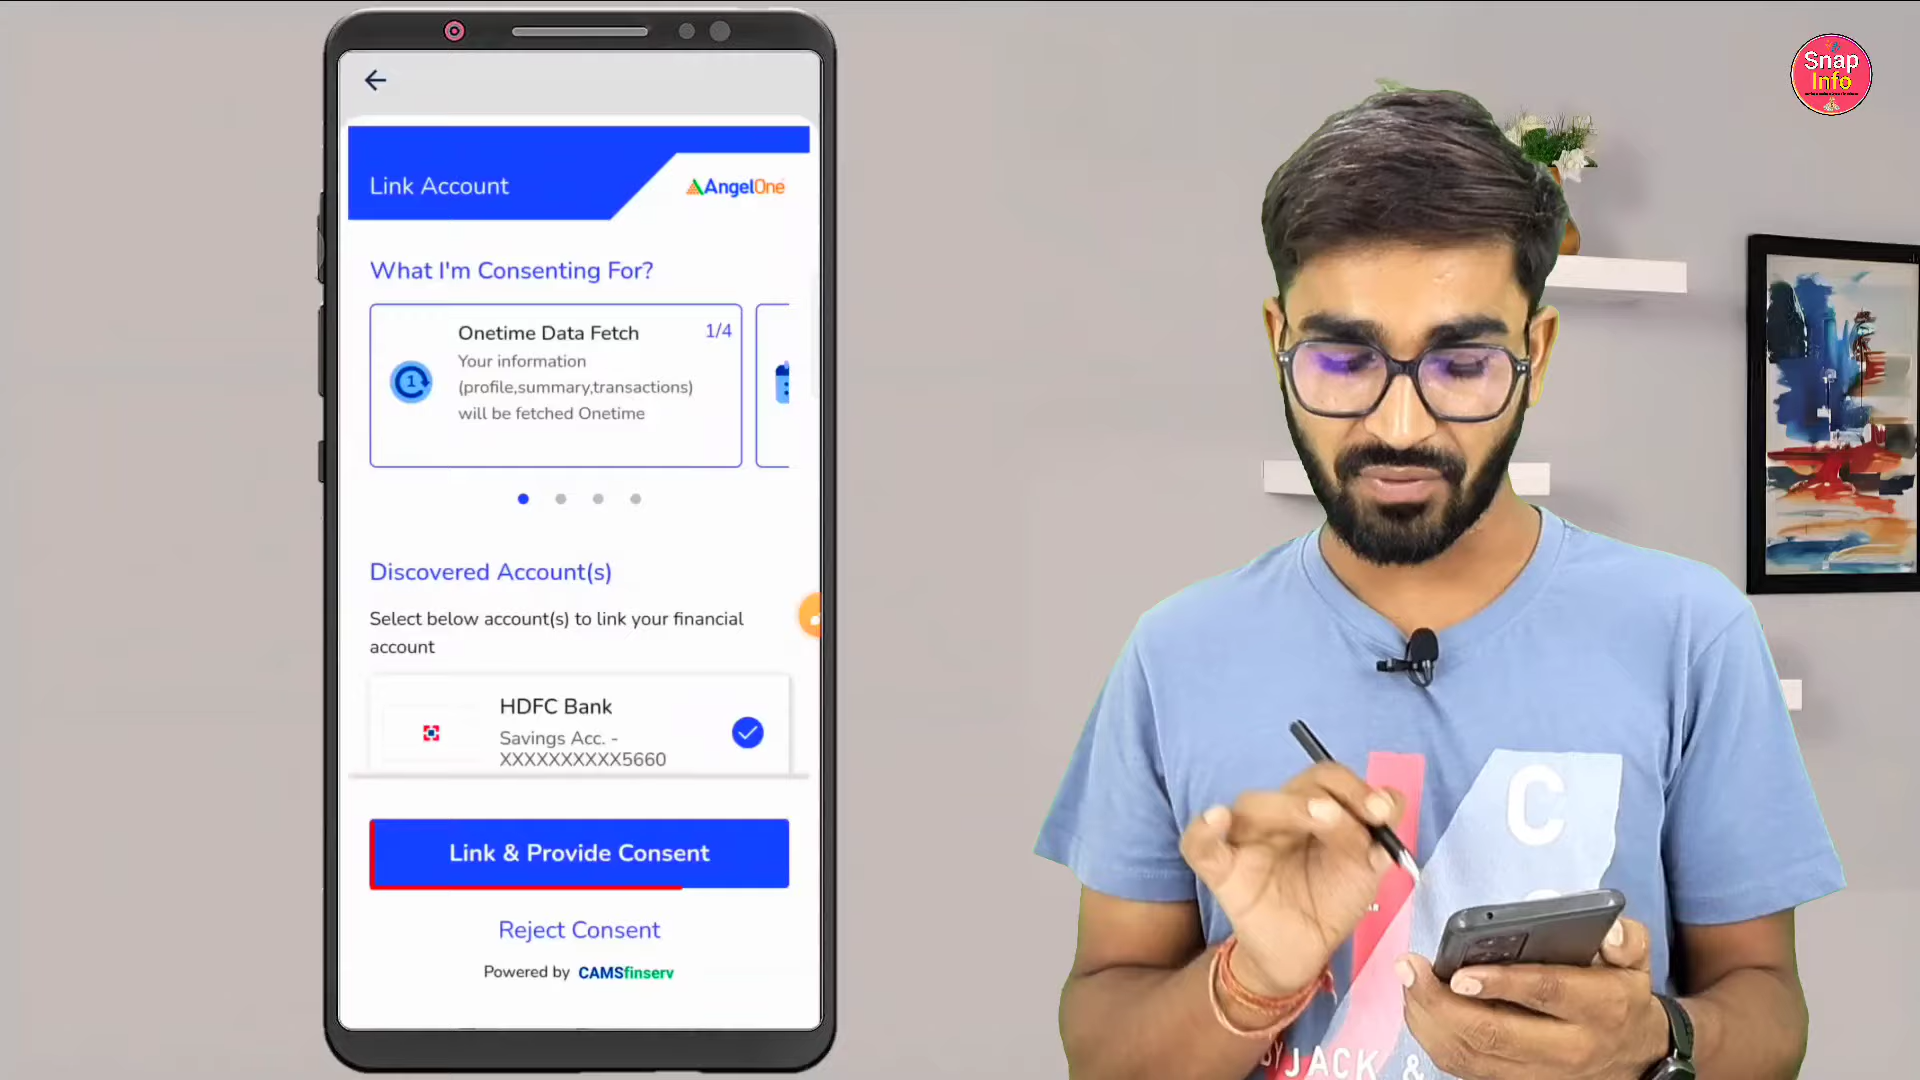 Snap
Info
Link Account
AngelOne
What I'm Consenting For?
Onetime Data Fetch
1/4
Your information
(profile,summary,transactions)
will be fetched Onetime
1
Discovered Account(s)
Select below account(s) to link your financial
account
HDFC Bank
Savings Acc. -
XXXXXXXXXX5660
Link & Provide Consent
Reject Consent
Powered by CAMSfinserv
C
BY JACK &